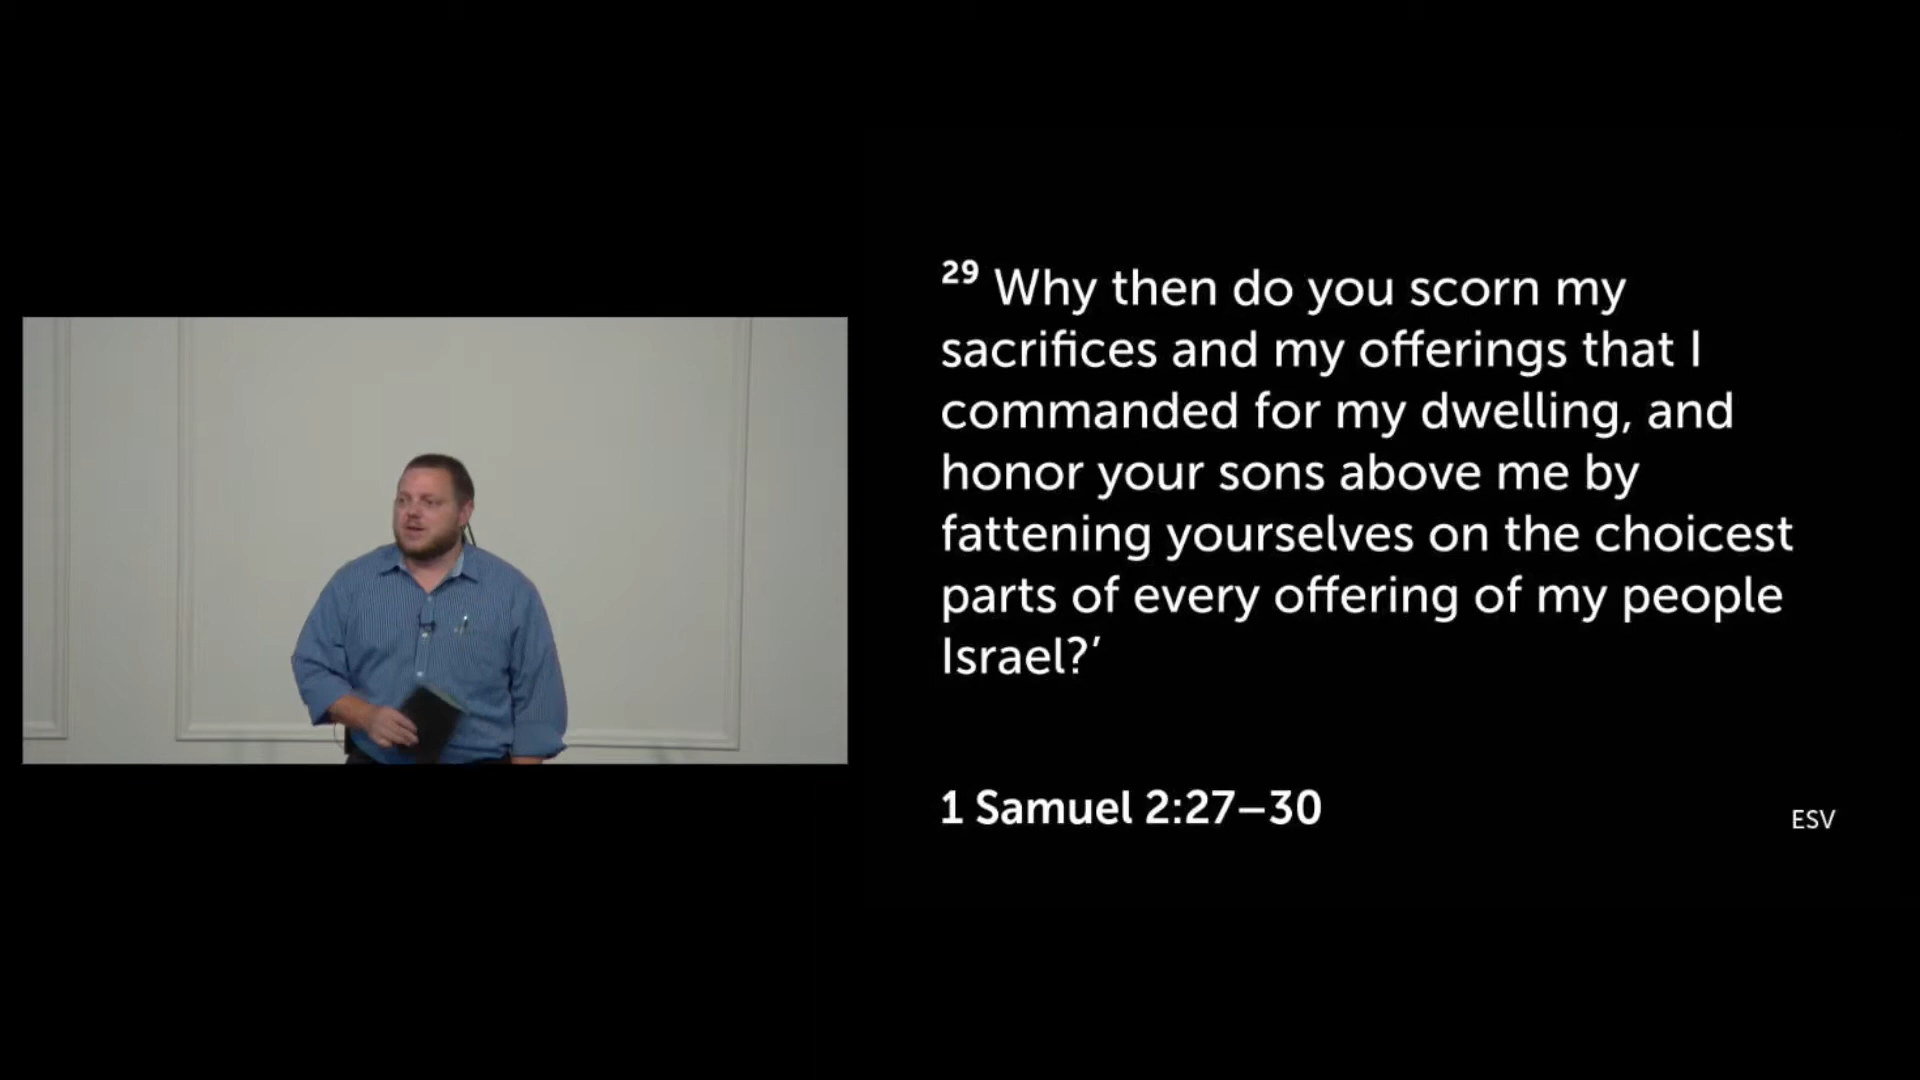 29 Why then do you scorn my
sacrifices and my offerings that I
commanded for my dwelling, and
honor your sons above me by
fattening yourselves on the choicest
parts of every offering of my people
Israel?’
1 Samuel 2:27–30
ESV